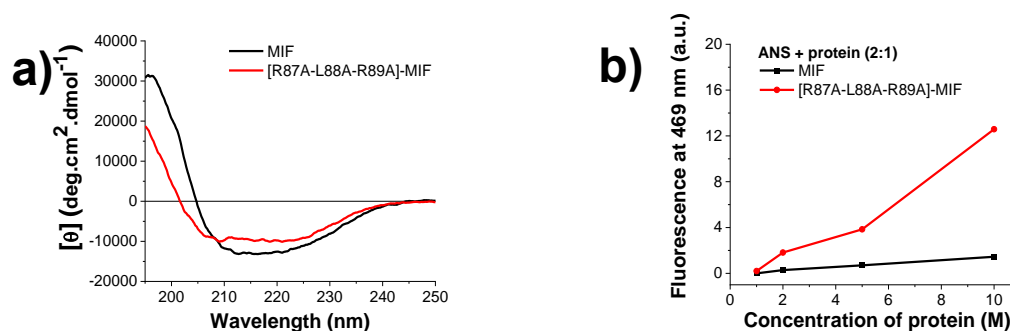 a)
[θ] (deg.cm².dmol⁻¹)
40000
30000
20000
10000
0
-10000
-20000
MIF
[R87A-L88A-R89A]-MIF
200 210 220 230 240 250
Wavelength (nm)
b)
Fluorescence at 469 nm (a.u.)
20
16
12
8
4
0
ANS + protein (2:1)
MIF
[R87A-L88A-R89A]-MIF
0 2 4 6 8 10
Concentration of protein (M)